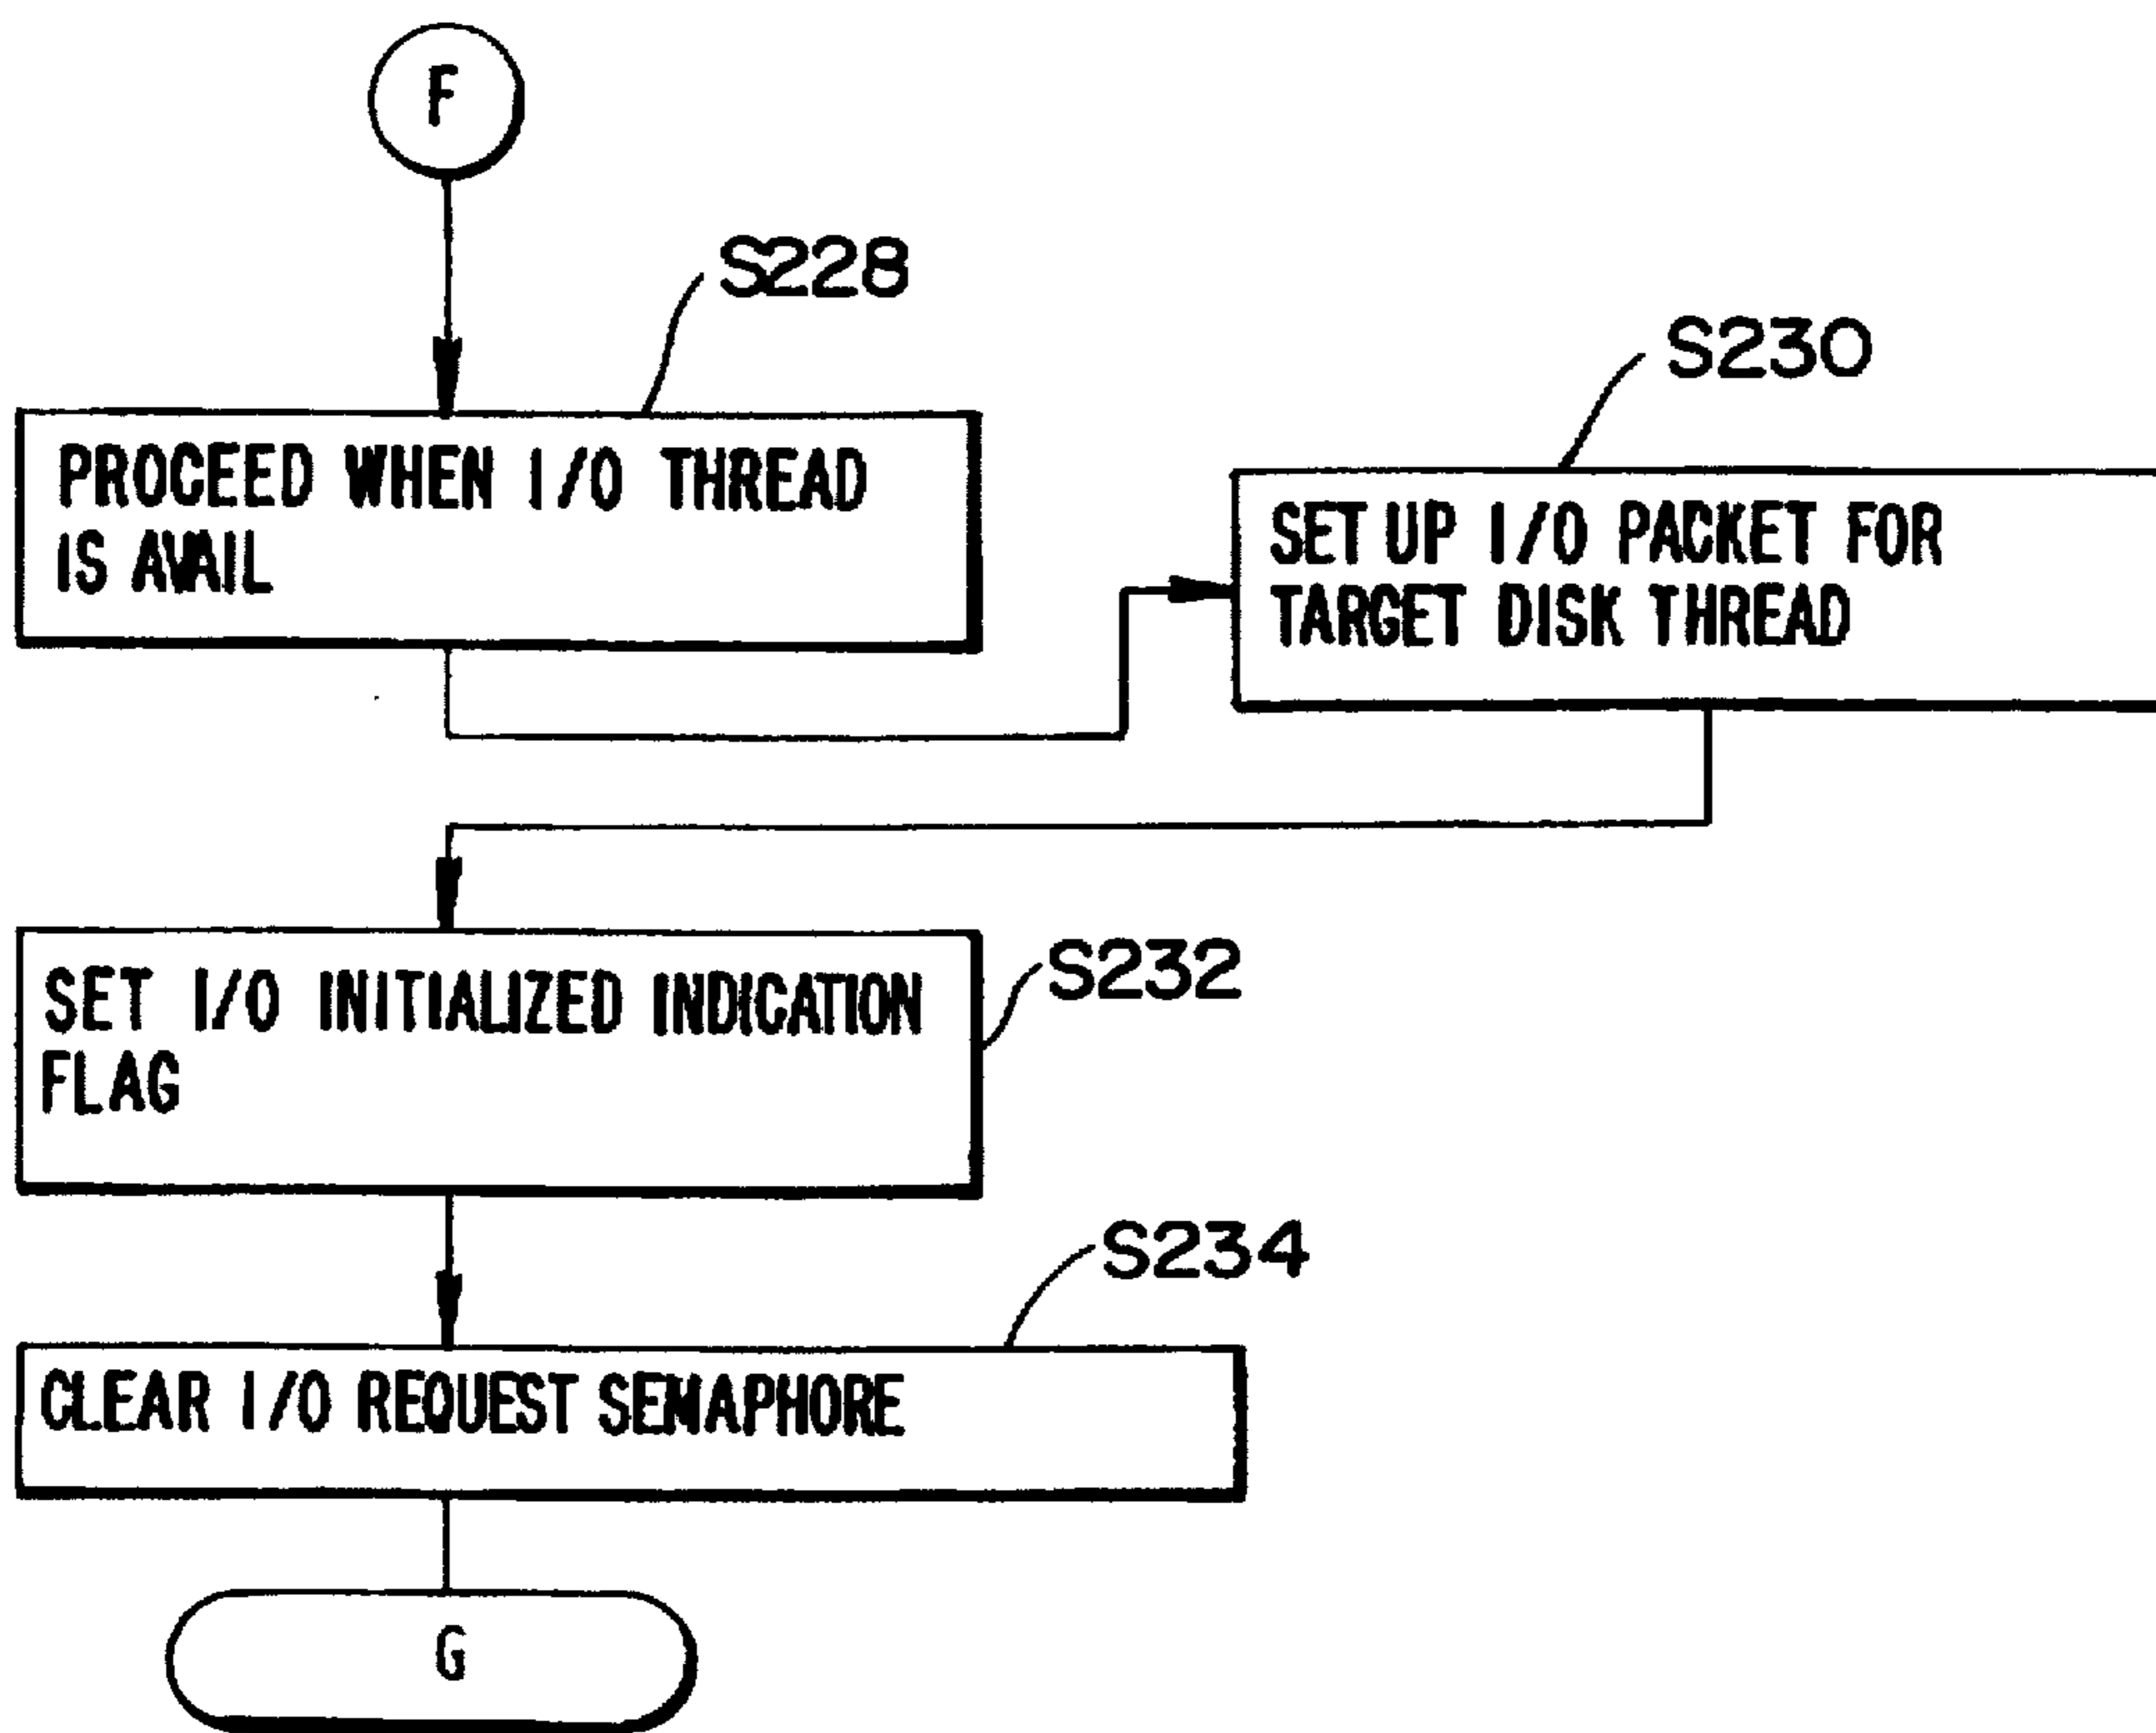 F
S228
PROCEED WHEN I/O THREAD
IS AVAIL
S230
SET UP I/O PACKET FOR
TARGET DISK THREAD
S232
SET I/O INITIALIZED INDICATION
FLAG
S234
CLEAR I/O REQUEST SEMAPHORE
G